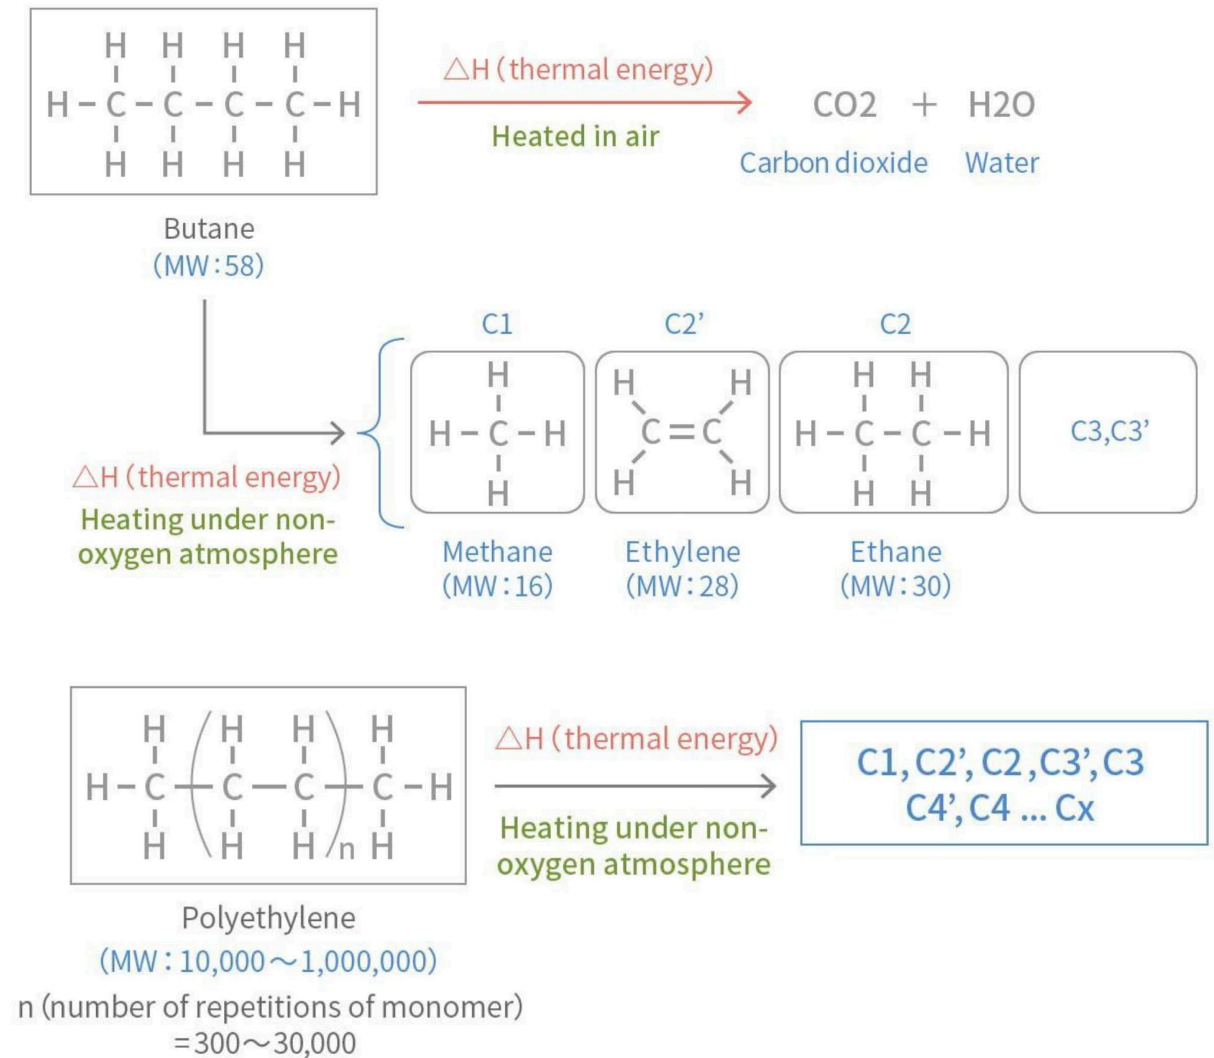 H H H H
H-C-C-C-C-H
H H H H
△H (thermal energy)
Heated in air
CO2 + H2O
Carbon dioxide Water
Butane
(MW:58)
C1
C2’
C2
△H (thermal energy)
Heating under non-
oxygen atmosphere
H
H-C-H
H
H H
C=C
H H
H H
H-C-C-H
H H
C3,C3’
Methane
(MW:16)
Ethylene
(MW:28)
Ethane
(MW:30)
H H H H
H-C-C-C-C-H
H H H n H
△H (thermal energy)
Heating under non-
oxygen atmosphere
C1, C2’, C2 ,C3’, C3
C4’, C4 ... Cx
Polyethylene
(MW:10,000~1,000,000)
n (number of repetitions of monomer)
=300~30,000